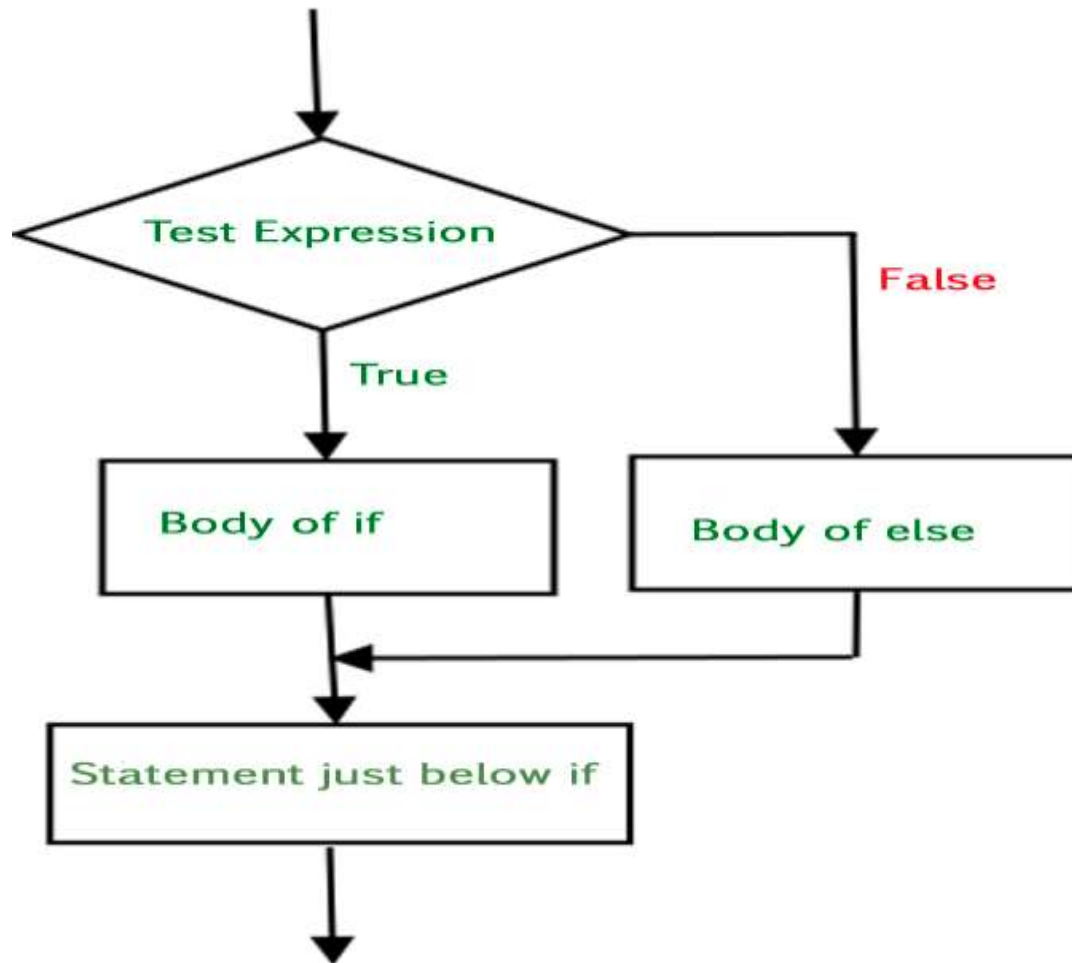 Test Expression
False
True
Body of if
Body of else
Statement just below if